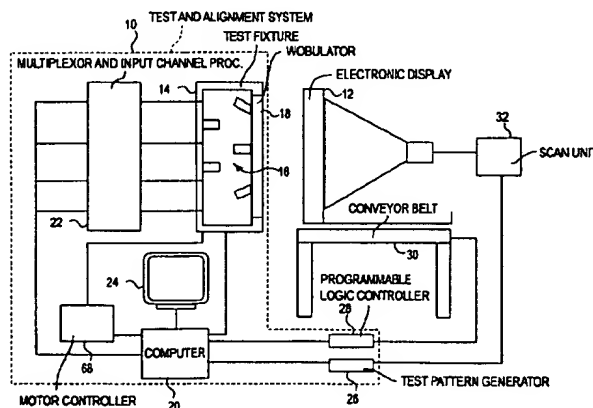 TEST AND ALIGNMENT SYSTEM
10
TEST FIXTURE
WOBULATOR
MULTIPLEXOR AND INPUT CHANNEL PROC.
ELECTRONIC DISPLAY
14
12
18
32
SCAN UNIT
16
CONVEYOR BELT
22
30
24
PROGRAMMABLE
LOGIC CONTROLLER
28
COMPUTER
68
MOTOR CONTROLLER
20
26
TEST PATTERN GENERATOR